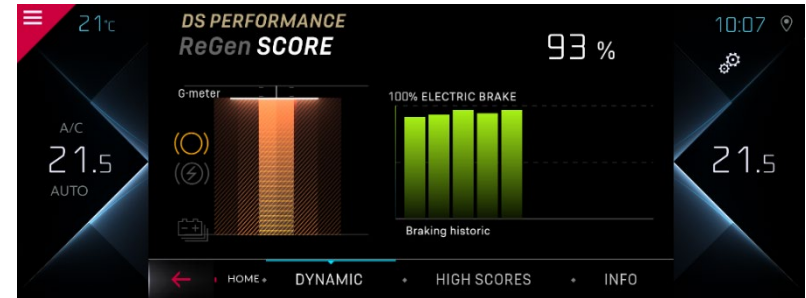 21°C
DS PERFORMANCE
ReGen SCORE
93 %
10:07
G-meter
100% ELECTRIC BRAKE
A/C
21.5
AUTO
21.5
Braking historic
HOME
DYNAMIC
HIGH SCORES
INFO